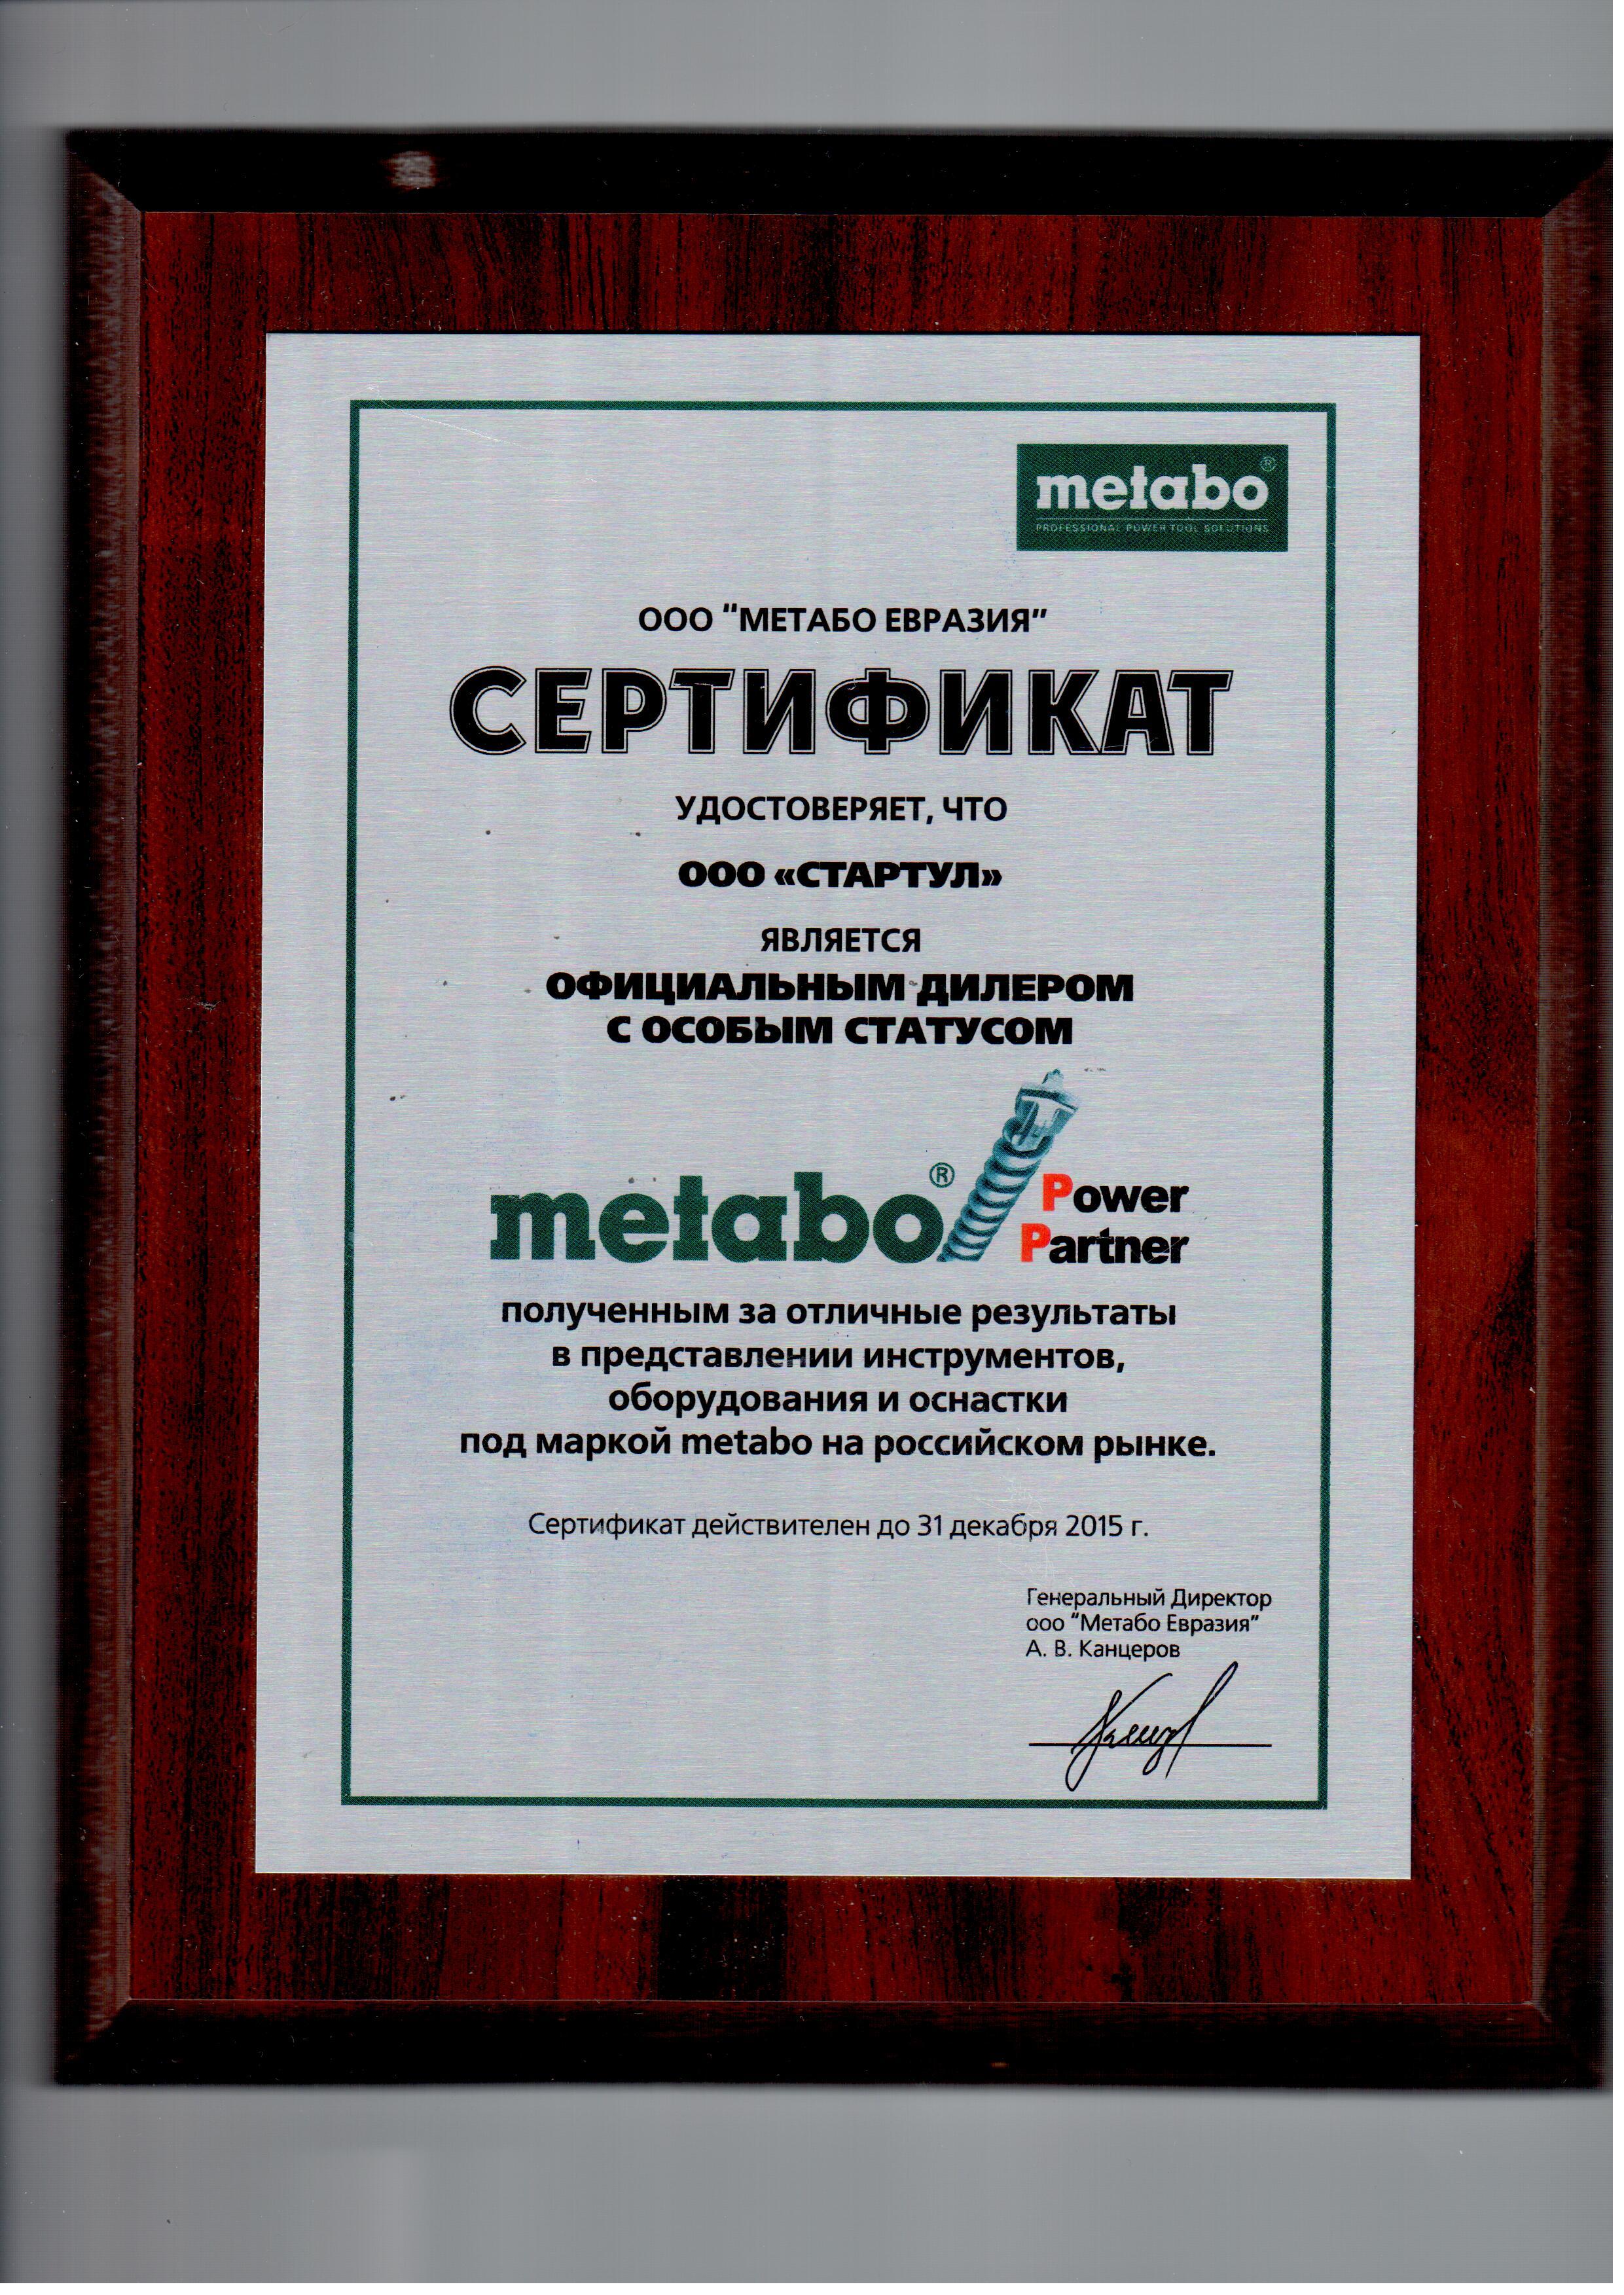 metabo®
PROFESSIONAL POWER TOOL SOLUTIONS
ООО "МЕТАБО ЕВРАЗИЯ"
СЕРТИФИКАТ
УДОСТОВЕРЯЕТ, ЧТО
ООО «СТАРТУЛ»
ЯВЛЯЕТСЯ
ОФИЦИАЛЬНЫМ ДИЛЕРОМ
С ОСОБЫМ СТАТУСОМ
metabo® Power
Partner
полученным за отличные результаты
в представлении инструментов,
оборудования и оснастки
под маркой metabo на российском рынке.
Сертификат действителен до 31 декабря 2015 г.
Генеральный Директор
ооо "Метабо Евразия"
А. В. Канцеров